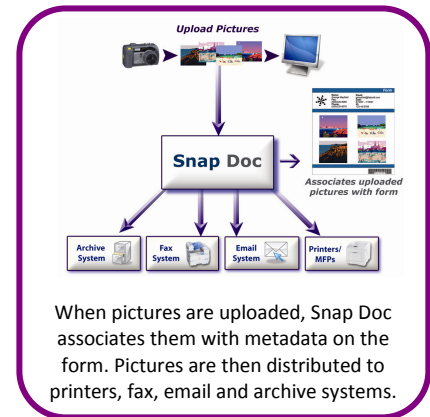 Upload Pictures
Form
Snap Doc
Associates uploaded
pictures with form
Archive
System
Fax
System
Email
System
Printers/
MFPs
When pictures are uploaded, Snap Doc
associates them with metadata on the
form. Pictures are then distributed to
printers, fax, email and archive systems.